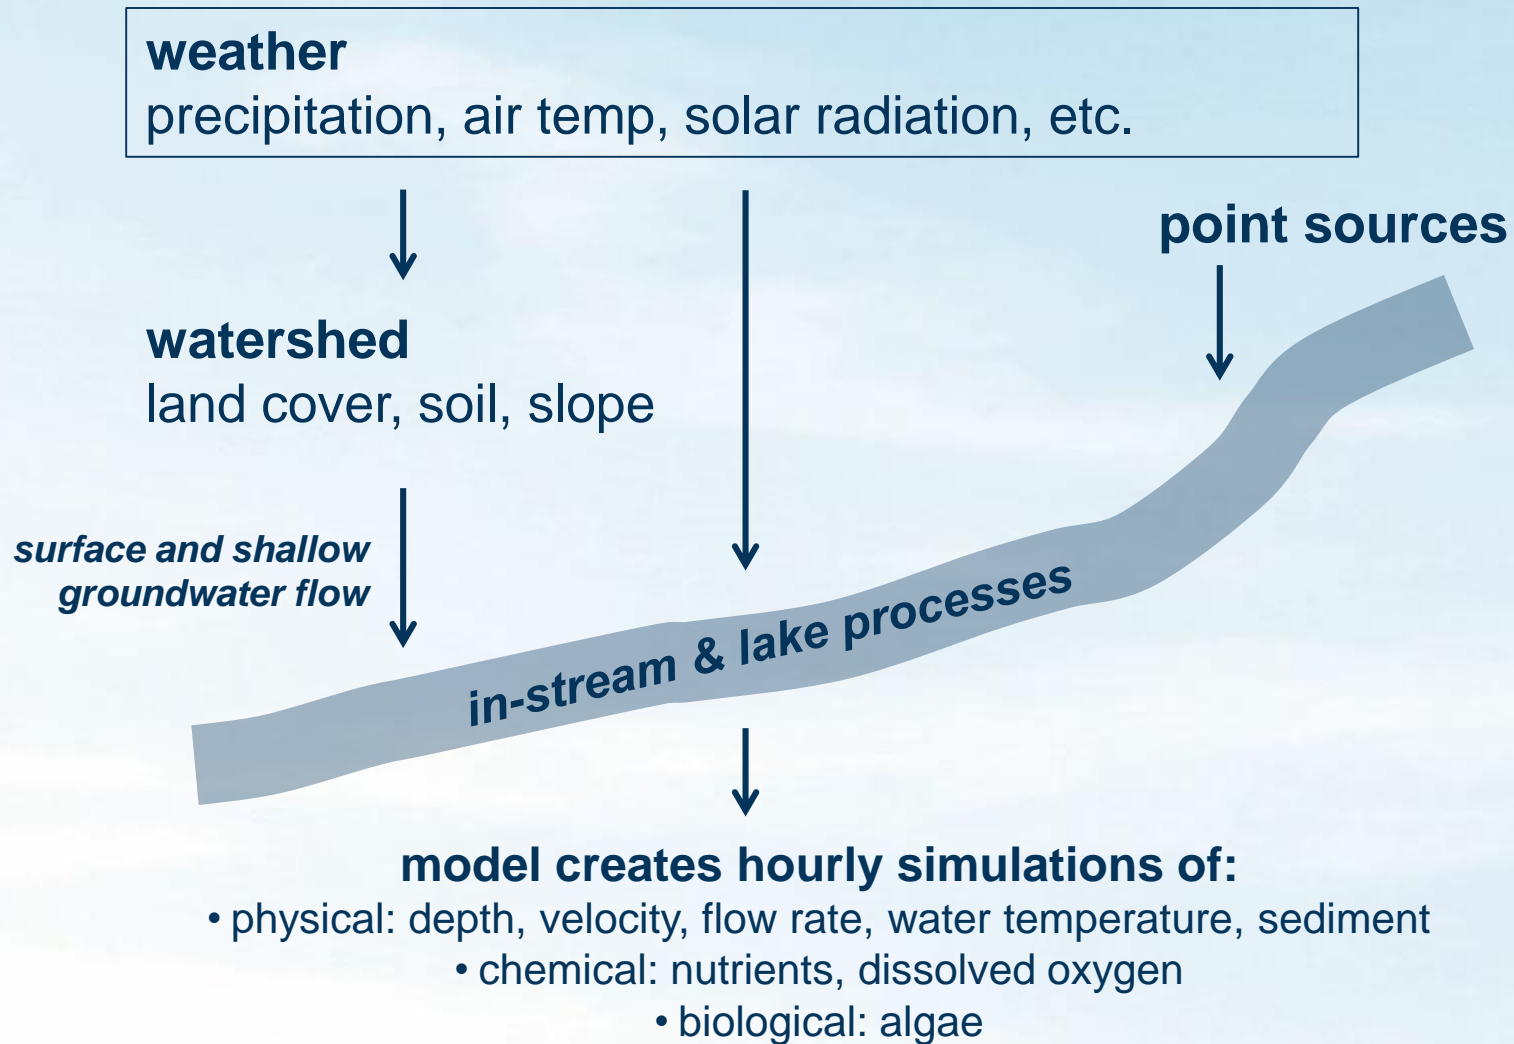 weather
precipitation, air temp, solar radiation, etc.
point sources
watershed
land cover, soil, slope
surface and shallow
groundwater flow
in-stream & lake processes
model creates hourly simulations of:
• physical: depth, velocity, flow rate, water temperature, sediment
• chemical: nutrients, dissolved oxygen
• biological: algae